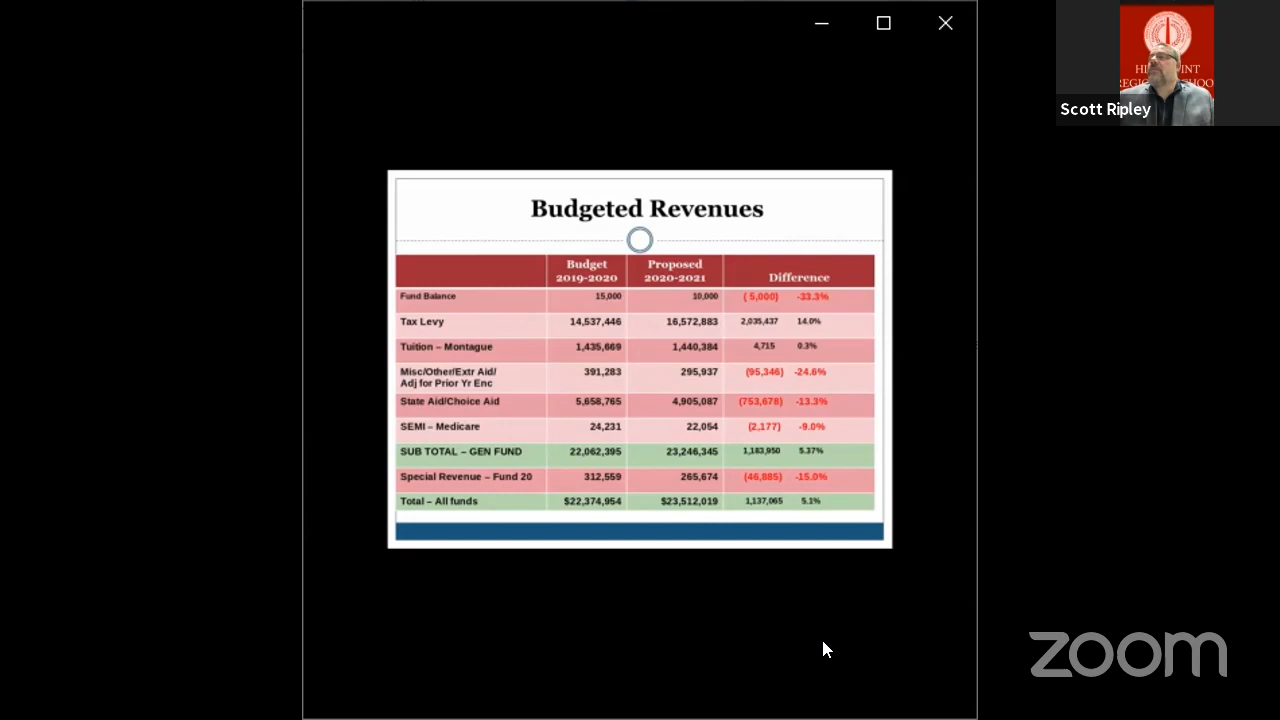 Scott Ripley
Budgeted Revenues
Budget 2019-2020 Proposed 2020-2021 Difference
Fund Balance 15,000 10,000 ( 5,000) -33.3%
Tax Levy 14,537,446 16,572,883 2,035,437 14.0%
Tuition – Montague 1,435,669 1,440,384 4,715 0.3%
Misc/Other/Extr Aid/ 391,283 295,937 (95,346) -24.6%
Adj for Prior Yr Enc
State Aid/Choice Aid 5,658,765 4,905,087 (753,678) -13.3%
SEMI – Medicare 24,231 22,054 (2,177) -9.0%
SUB TOTAL – GEN FUND 22,062,395 23,246,345 1,183,950 5.37%
Special Revenue – Fund 20 312,559 265,674 (46,885) -15.0%
Total – All funds $22,374,954 $23,512,019 1,137,065 5.1%
zoom